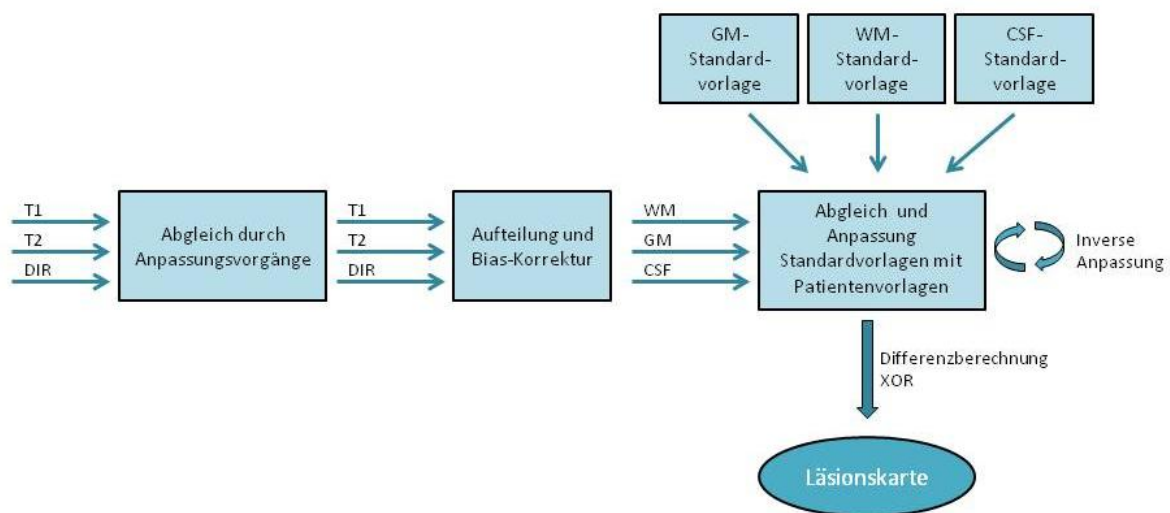 GM-
Standard-
vorlage
WM-
Standard-
vorlage
CSF-
Standard-
vorlage
T1
T2
DIR
Abgleich durch
Anpassungsvorgänge
T1
T2
DIR
Aufteilung und
Bias-Korrektur
WM
GM
CSF
Abgleich und
Anpassung
Standardvorlagen mit
Patientenvorlagen
Inverse
Anpassung
Differenzberechnung
XOR
Läsionskarte